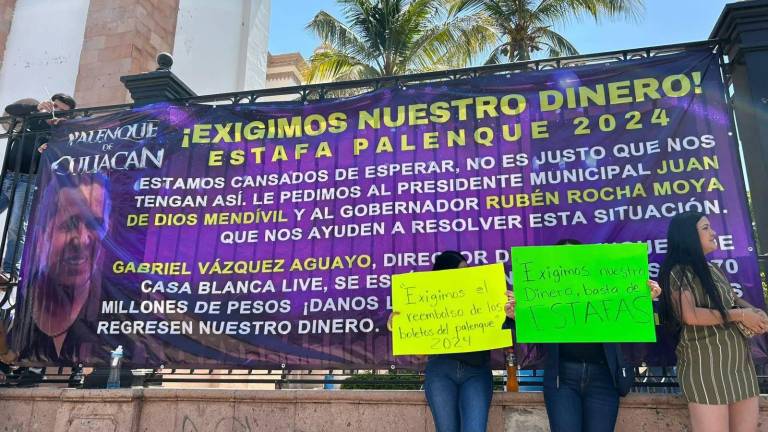 PALENQUE
DE
CULIACÁN
¡EXIGIMOS NUESTRO DINERO!
ESTAFA PALENQUE 2024
ESTAMOS CANSADOS DE ESPERAR, NO ES JUSTO QUE NOS
TENGAN ASÍ. LE PEDIMOS AL PRESIDENTE MUNICIPAL JUAN
DE DIOS MENDÍVIL Y AL GOBERNADOR RUBÉN ROCHA MOYA
QUE NOS AYUDEN A RESOLVER ESTA SITUACIÓN.
GABRIEL VÁZQUEZ AGUAYO, DIRECTOR DE
CASA BLANCA LIVE, SE 70
MILLONES DE PESOS ¡DANOS
REGRESEN NUESTRO DINERO.
"Exigimos el
reembolso de los
boletos del palenque"
2024
Exigimos nuestro
Dinero, basta de
ESTAFAS